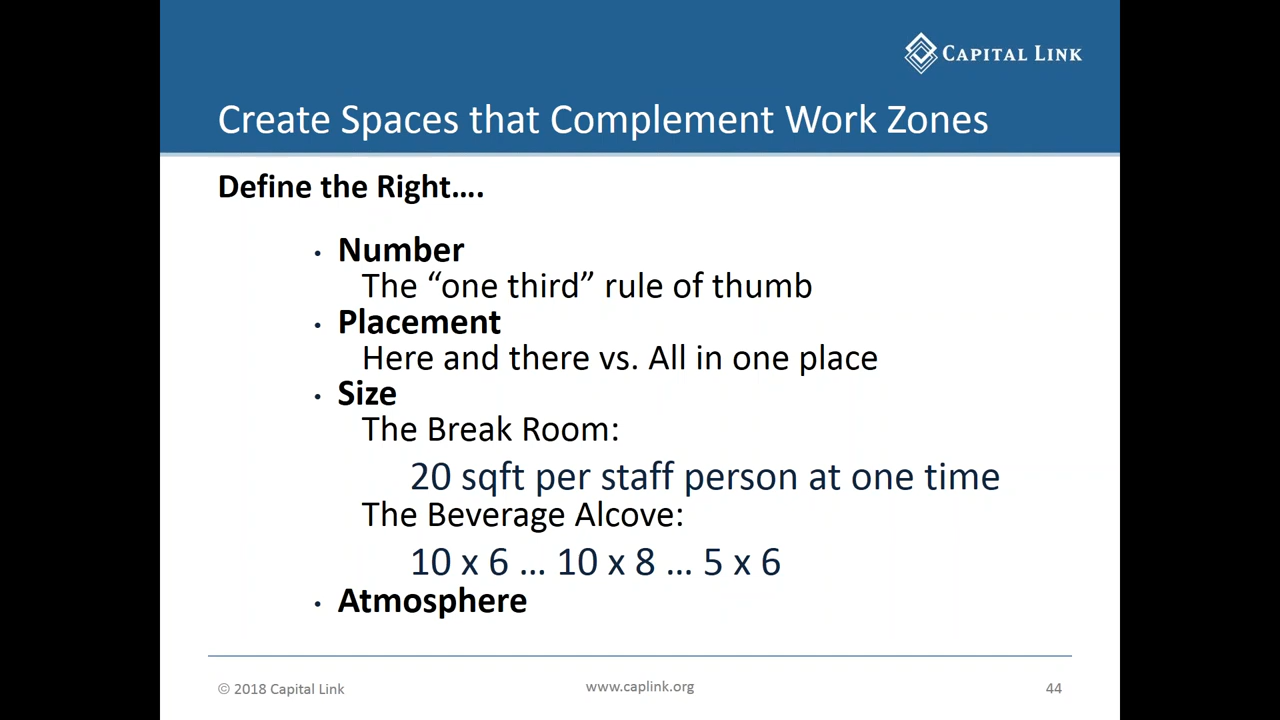 CAPITAL LINK
Create Spaces that Complement Work Zones
Define the Right....
• Number
The “one third” rule of thumb
• Placement
Here and there vs. All in one place
• Size
The Break Room:
20 sqft per staff person at one time
The Beverage Alcove:
10 x 6 ... 10 x 8 ... 5 x 6
• Atmosphere
© 2018 Capital Link
www.caplink.org
44